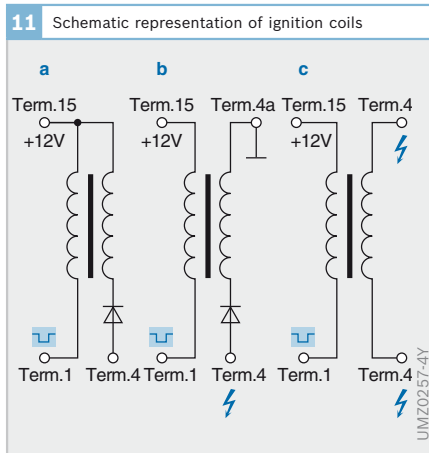 11 Schematic representation of ignition coils
a b c
Term.15 Term.15 Term.4a Term.15 Term.4
+12V +12V +12V
Term.1 Term.4 Term.1 Term.4 Term.1 Term.4
UMZ0257-4Y